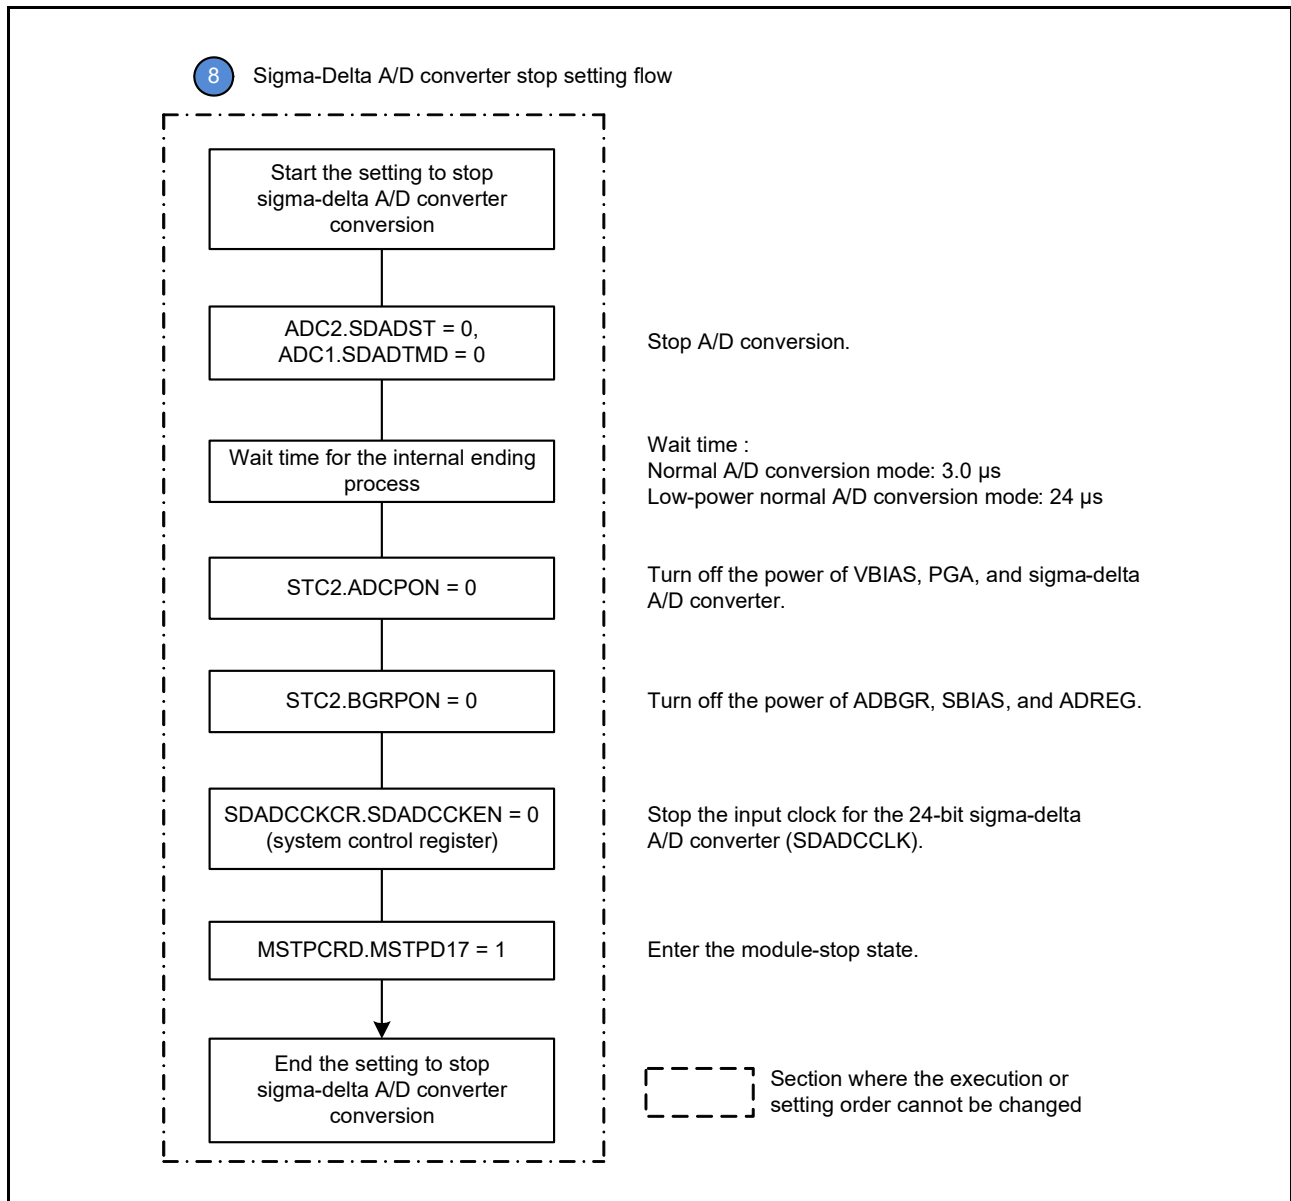 8 Sigma-Delta A/D converter stop setting flow
Start the setting to stop
sigma-delta A/D converter
conversion
ADC2.SDADST = 0,
ADC1.SDADTMD = 0
Stop A/D conversion.
Wait time for the internal ending
process
Wait time :
Normal A/D conversion mode: 3.0 μs
Low-power normal A/D conversion mode: 24 μs
STC2.ADCPON = 0
Turn off the power of VBIAS, PGA, and sigma-delta
A/D converter.
STC2.BGRPON = 0
Turn off the power of ADBGR, SBIAS, and ADREG.
SDADCCKCR.SDADCCKEN = 0
(system control register)
Stop the input clock for the 24-bit sigma-delta
A/D converter (SDADCCLK).
MSTPCRD.MSTPD17 = 1
Enter the module-stop state.
End the setting to stop
sigma-delta A/D converter
conversion
Section where the execution or
setting order cannot be changed